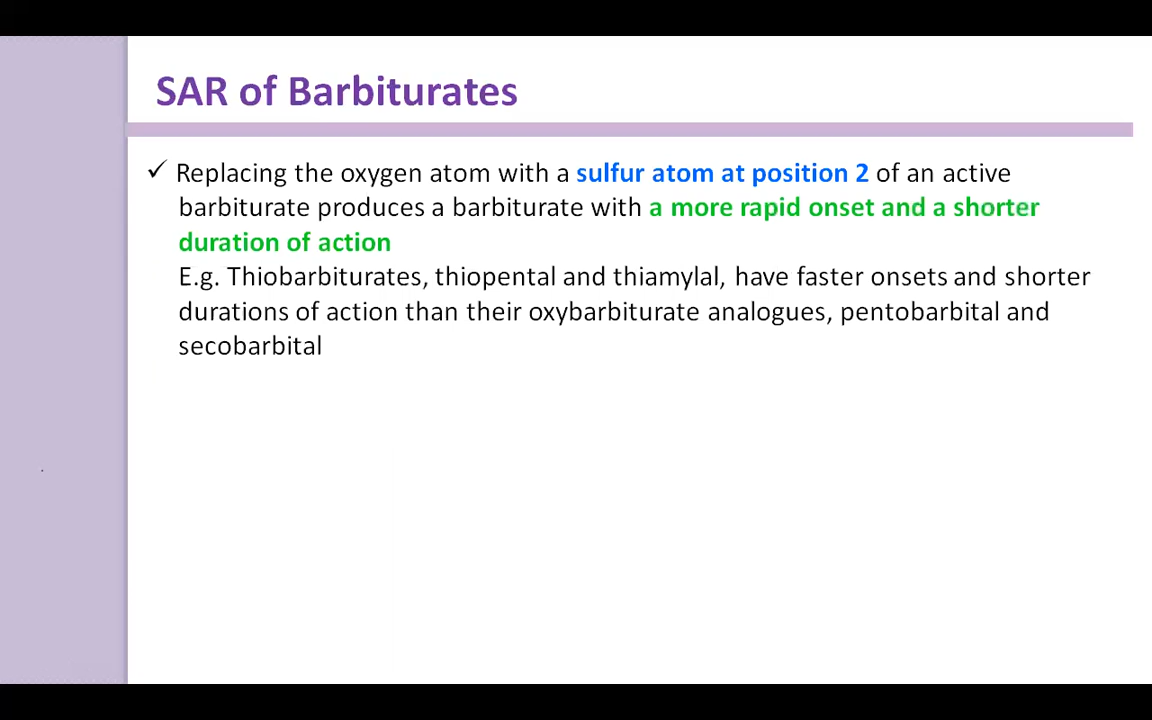 SAR of Barbiturates
✓ Replacing the oxygen atom with a sulfur atom at position 2 of an active
barbiturate produces a barbiturate with a more rapid onset and a shorter
duration of action
E.g. Thiobarbiturates, thiopental and thiamylal, have faster onsets and shorter
durations of action than their oxybarbiturate analogues, pentobarbital and
secobarbital